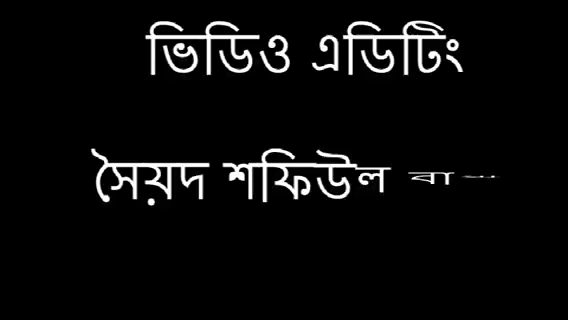 ভিডিও এডিটিং
সৈয়দ শফিউল